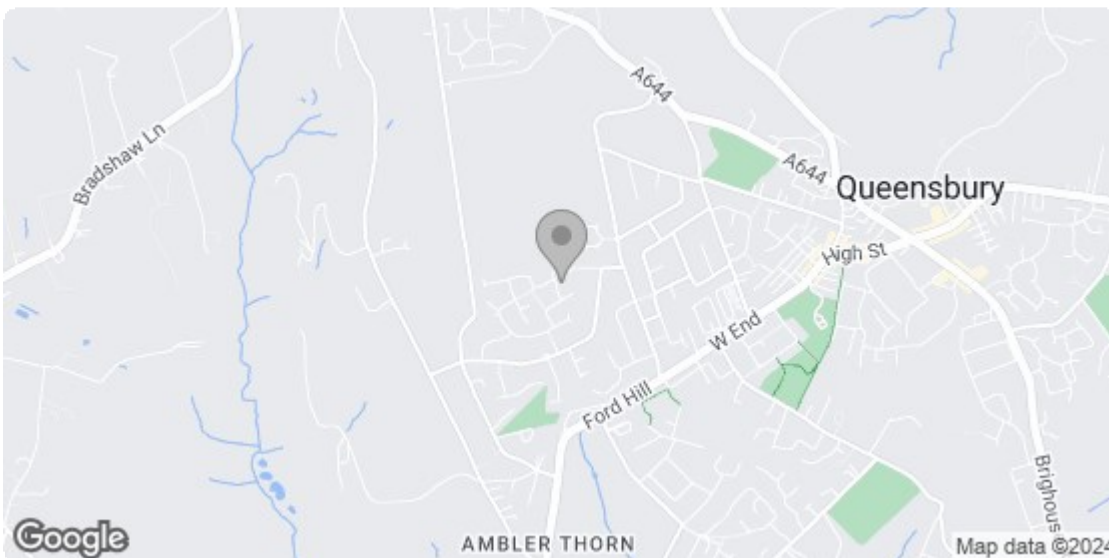 A644
Bradshaw Ln
A644
Queensbury
High St
W End
Ford Hill
Brighous
AMBLER THORN
Google
Map data ©2024